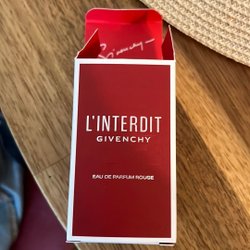 L'INTERDIT
GIVENCHY
EAU DE PARFUM ROUGE